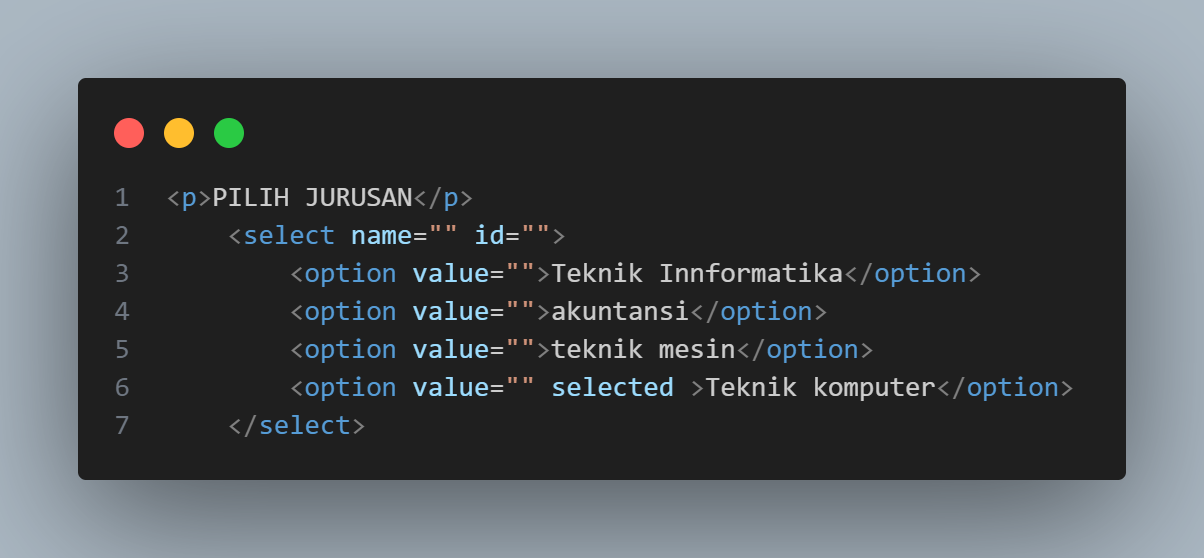 1 <p>PILIH JURUSAN</p>
2     <select name="" id="">
3         <option value="">Teknik Innformatika</option>
4         <option value="">akuntansi</option>
5         <option value="">teknik mesin</option>
6         <option value="" selected >Teknik komputer</option>
7     </select>